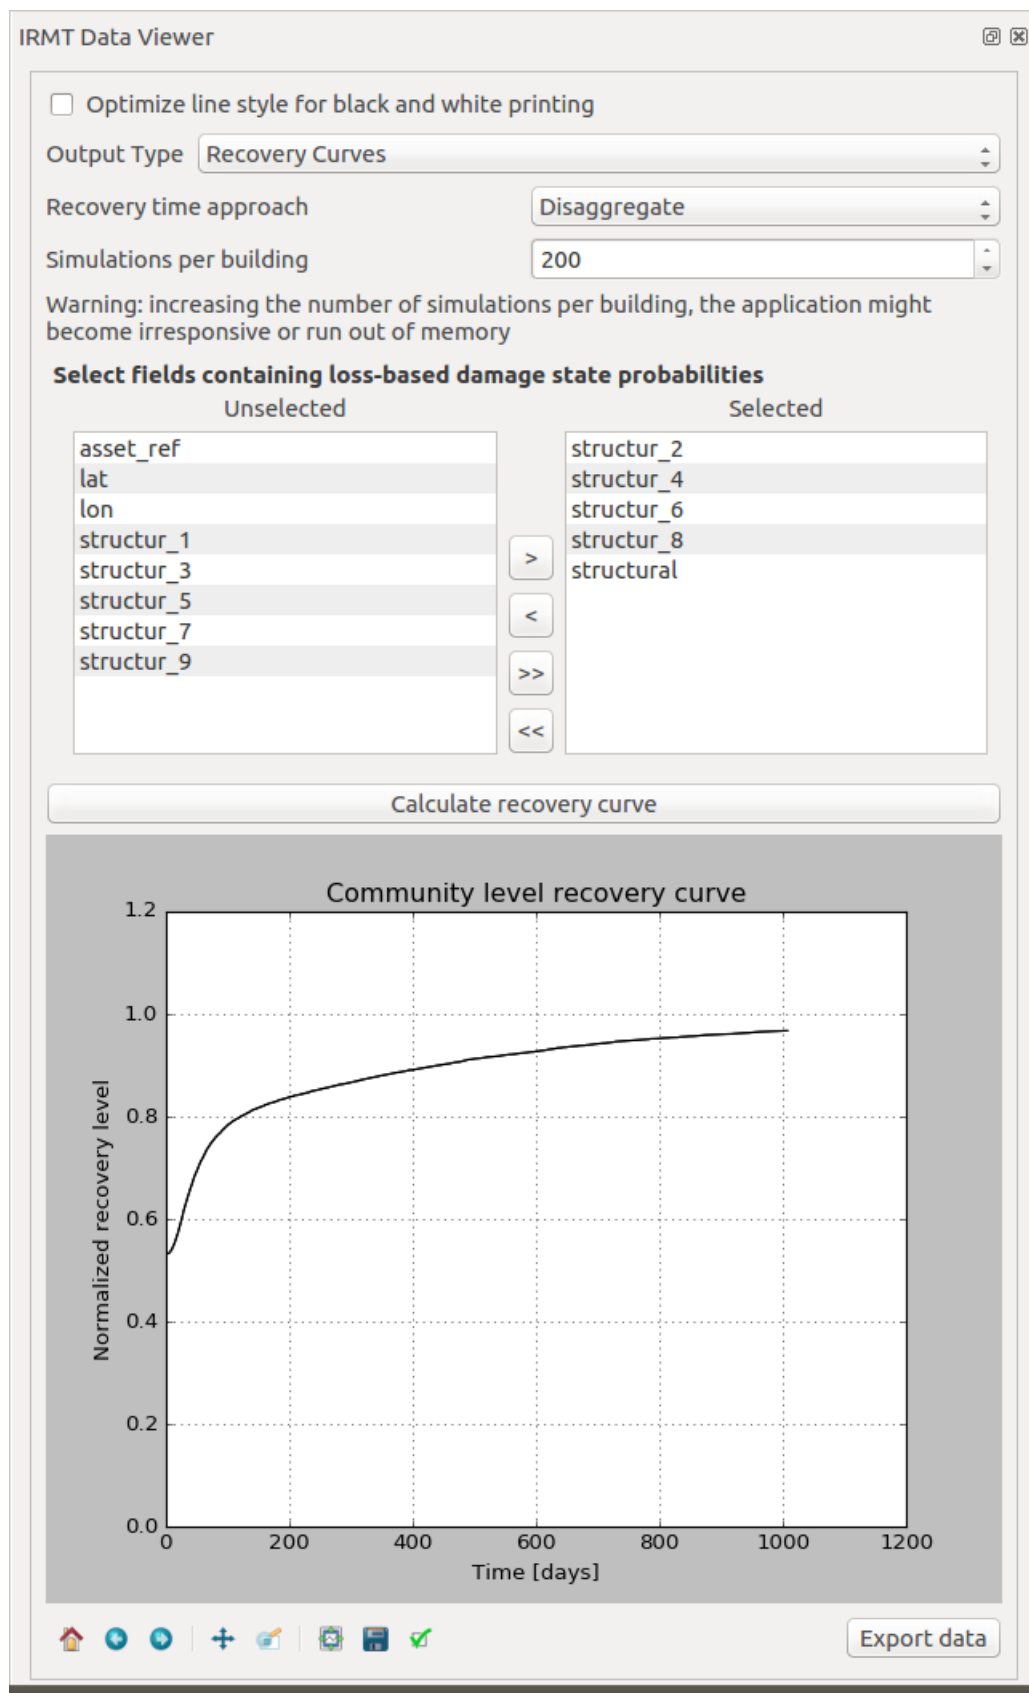 IRMT Data Viewer
Optimize line style for black and white printing
Output Type Recovery Curves
Recovery time approach Disaggregate
Simulations per building 200
Warning: increasing the number of simulations per building, the application might
become irresponsive or run out of memory
Select fields containing loss-based damage state probabilities
Unselected Selected
asset_ref
lat
lon
structur_1
structur_3
structur_5
structur_7
structur_9
>
<
>>
<<
structur_2
structur_4
structur_6
structur_8
structural
Calculate recovery curve
Community level recovery curve
Normalized recovery level
1.2
1.0
0.8
0.6
0.4
0.2
0.0
0 200 400 600 800 1000 1200
Time [days]
Export data